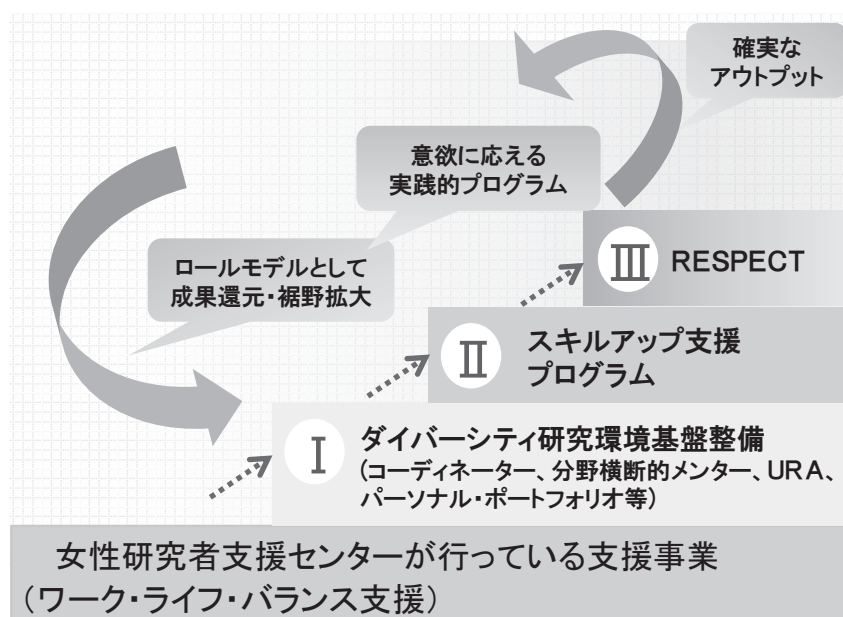 確実な
アウトプット
意欲に応える
実践的プログラム
ロールモデルとして
成果還元・裾野拡大
Ⅲ RESPECT
Ⅱ スキルアップ支援
プログラム
Ⅰ ダイバーシティ研究環境基盤整備
(コーディネーター、分野横断的メンター、URA、
パーソナル・ポートフォリオ等)
女性研究者支援センターが行っている支援事業
(ワーク・ライフ・バランス支援)